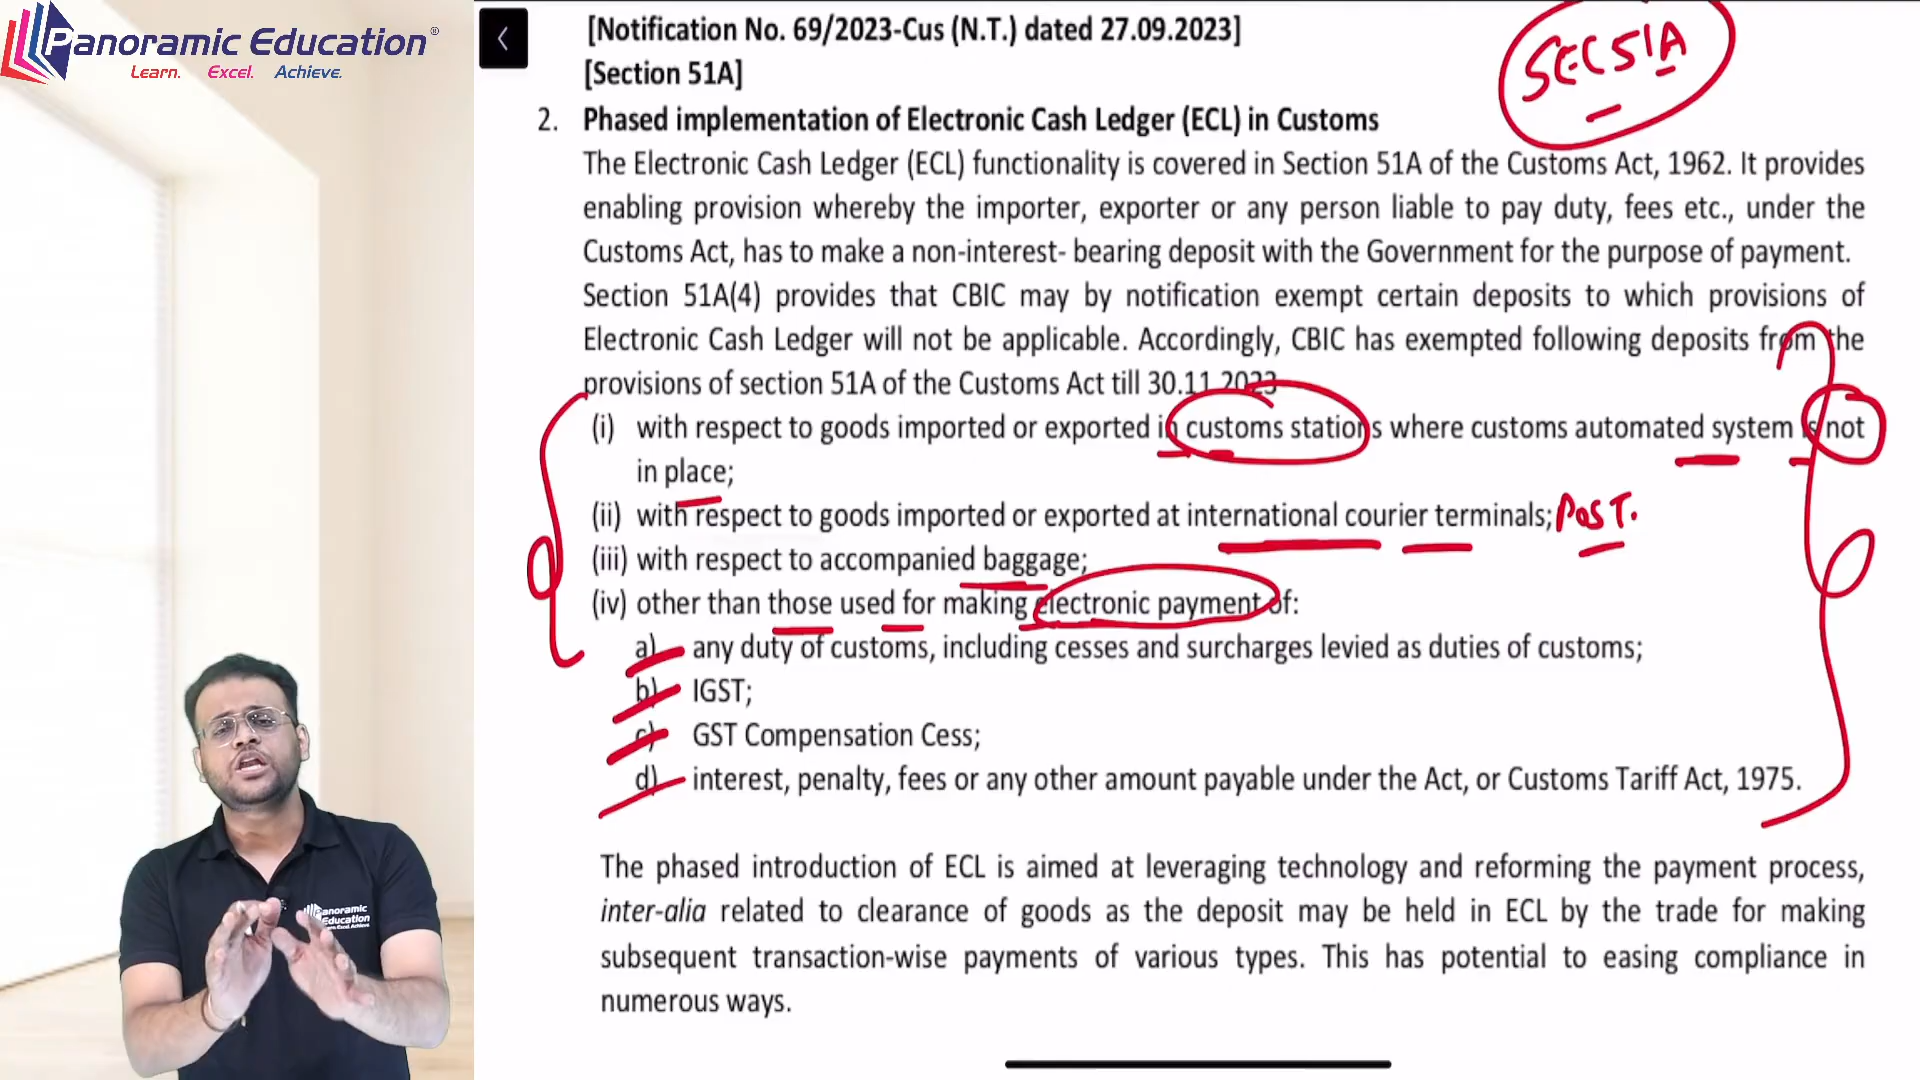 Panoramic Education®
Learn. Excel. Achieve.
[Notification No. 69/2023-Cus (N.T.) dated 27.09.2023]
[Section 51A]
SEC 51A
2. Phased implementation of Electronic Cash Ledger (ECL) in Customs
The Electronic Cash Ledger (ECL) functionality is covered in Section 51A of the Customs Act, 1962. It provides
enabling provision whereby the importer, exporter or any person liable to pay duty, fees etc., under the
Customs Act, has to make a non-interest- bearing deposit with the Government for the purpose of payment.
Section 51A(4) provides that CBIC may by notification exempt certain deposits to which provisions of
Electronic Cash Ledger will not be applicable. Accordingly, CBIC has exempted following deposits from the
provisions of section 51A of the Customs Act till 30.11.2023
(i) with respect to goods imported or exported in customs stations where customs automated system is not
in place;
(ii) with respect to goods imported or exported at international courier terminals; POST.
(iii) with respect to accompanied baggage;
(iv) other than those used for making electronic payment of:
a) any duty of customs, including cesses and surcharges levied as duties of customs;
b) IGST;
c) GST Compensation Cess;
d) interest, penalty, fees or any other amount payable under the Act, or Customs Tariff Act, 1975.
The phased introduction of ECL is aimed at leveraging technology and reforming the payment process,
inter-alia related to clearance of goods as the deposit may be held in ECL by the trade for making
subsequent transaction-wise payments of various types. This has potential to easing compliance in
numerous ways.
Panoramic
Education
Learn. Excel. Achieve.